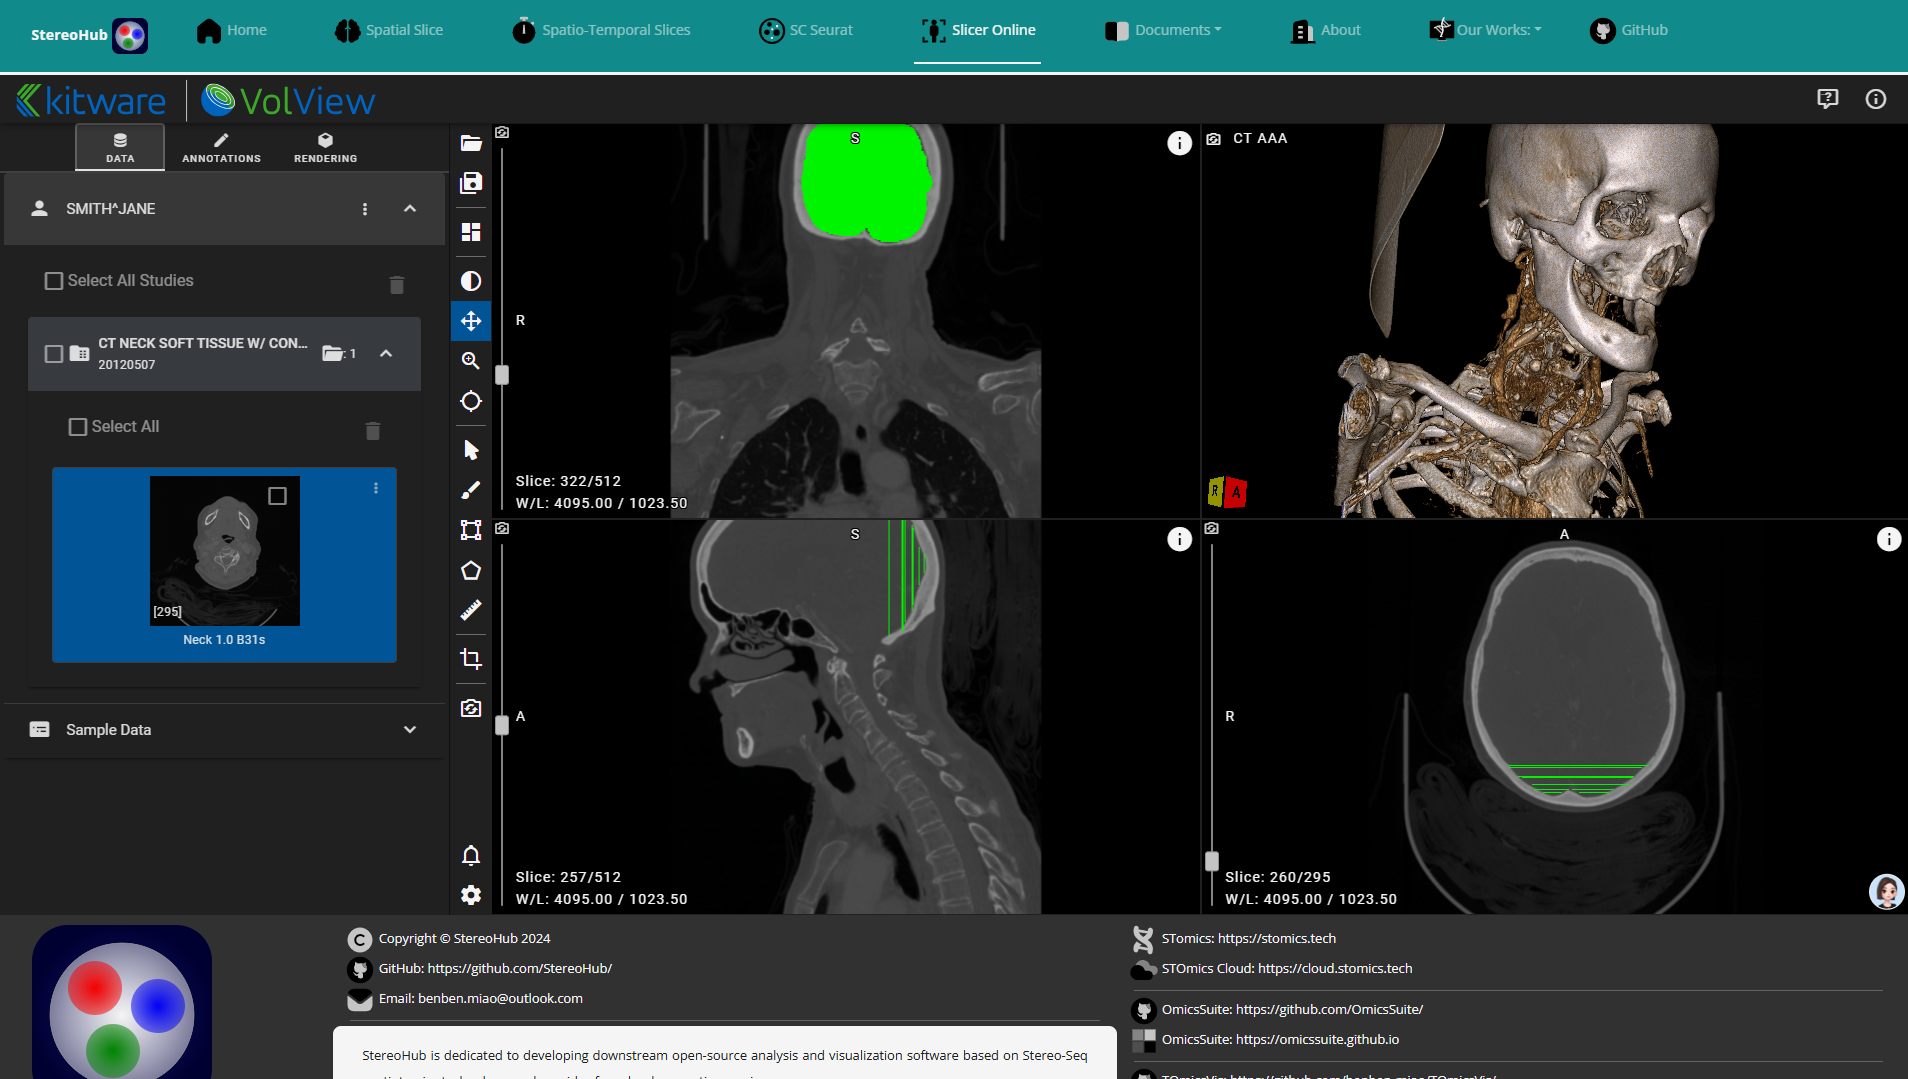 StereoHub
Home
Spatial Slice
Spatio-Temporal Slices
SC Seurat
Slicer Online
Documents
About
Our Works:
GitHub
kitware
VolView
DATA
ANNOTATIONS
RENDERING
SMITH^JANE
Select All Studies
CT NECK SOFT TISSUE W/ CON...
20120507
: 1
Select All
[295]
Neck 1.0 B31s
Sample Data
S
R
Slice: 322/512
W/L: 4095.00 / 1023.50
CT AAA
R
A
S
A
Slice: 257/512
W/L: 4095.00 / 1023.50
A
R
Slice: 260/295
W/L: 4095.00 / 1023.50
Copyright © StereoHub 2024
GitHub: https://github.com/StereoHub/
Email: benben.miao@outlook.com
StereoHub is dedicated to developing downstream open-source analysis and visualization software based on Stereo-Seq
STomics: https://stomics.tech
STOmics Cloud: https://cloud.stomics.tech
OmicsSuite: https://github.com/OmicsSuite/
OmicsSuite: https://omicssuite.github.io